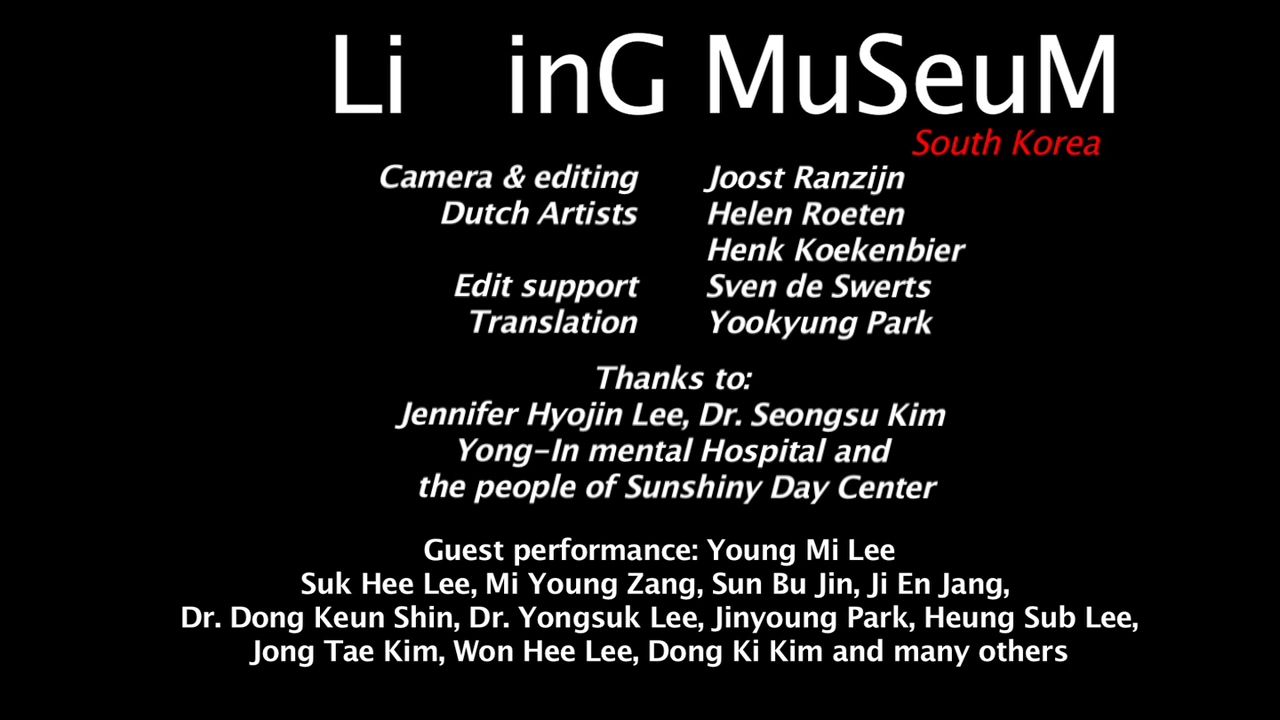 Li inG MuSeuM
South Korea
Camera & editing Joost Ranzijn
Dutch Artists Helen Roeten
Henk Koekenbier
Edit support Sven de Swerts
Translation Yookyung Park
Thanks to:
Jennifer Hyojin Lee, Dr. Seongsu Kim
Yong-In mental Hospital and
the people of Sunshiny Day Center
Guest performance: Young Mi Lee
Suk Hee Lee, Mi Young Zang, Sun Bu Jin, Ji En Jang,
Dr. Dong Keun Shin, Dr. Yongsuk Lee, Jinyoung Park, Heung Sub Lee,
Jong Tae Kim, Won Hee Lee, Dong Ki Kim and many others